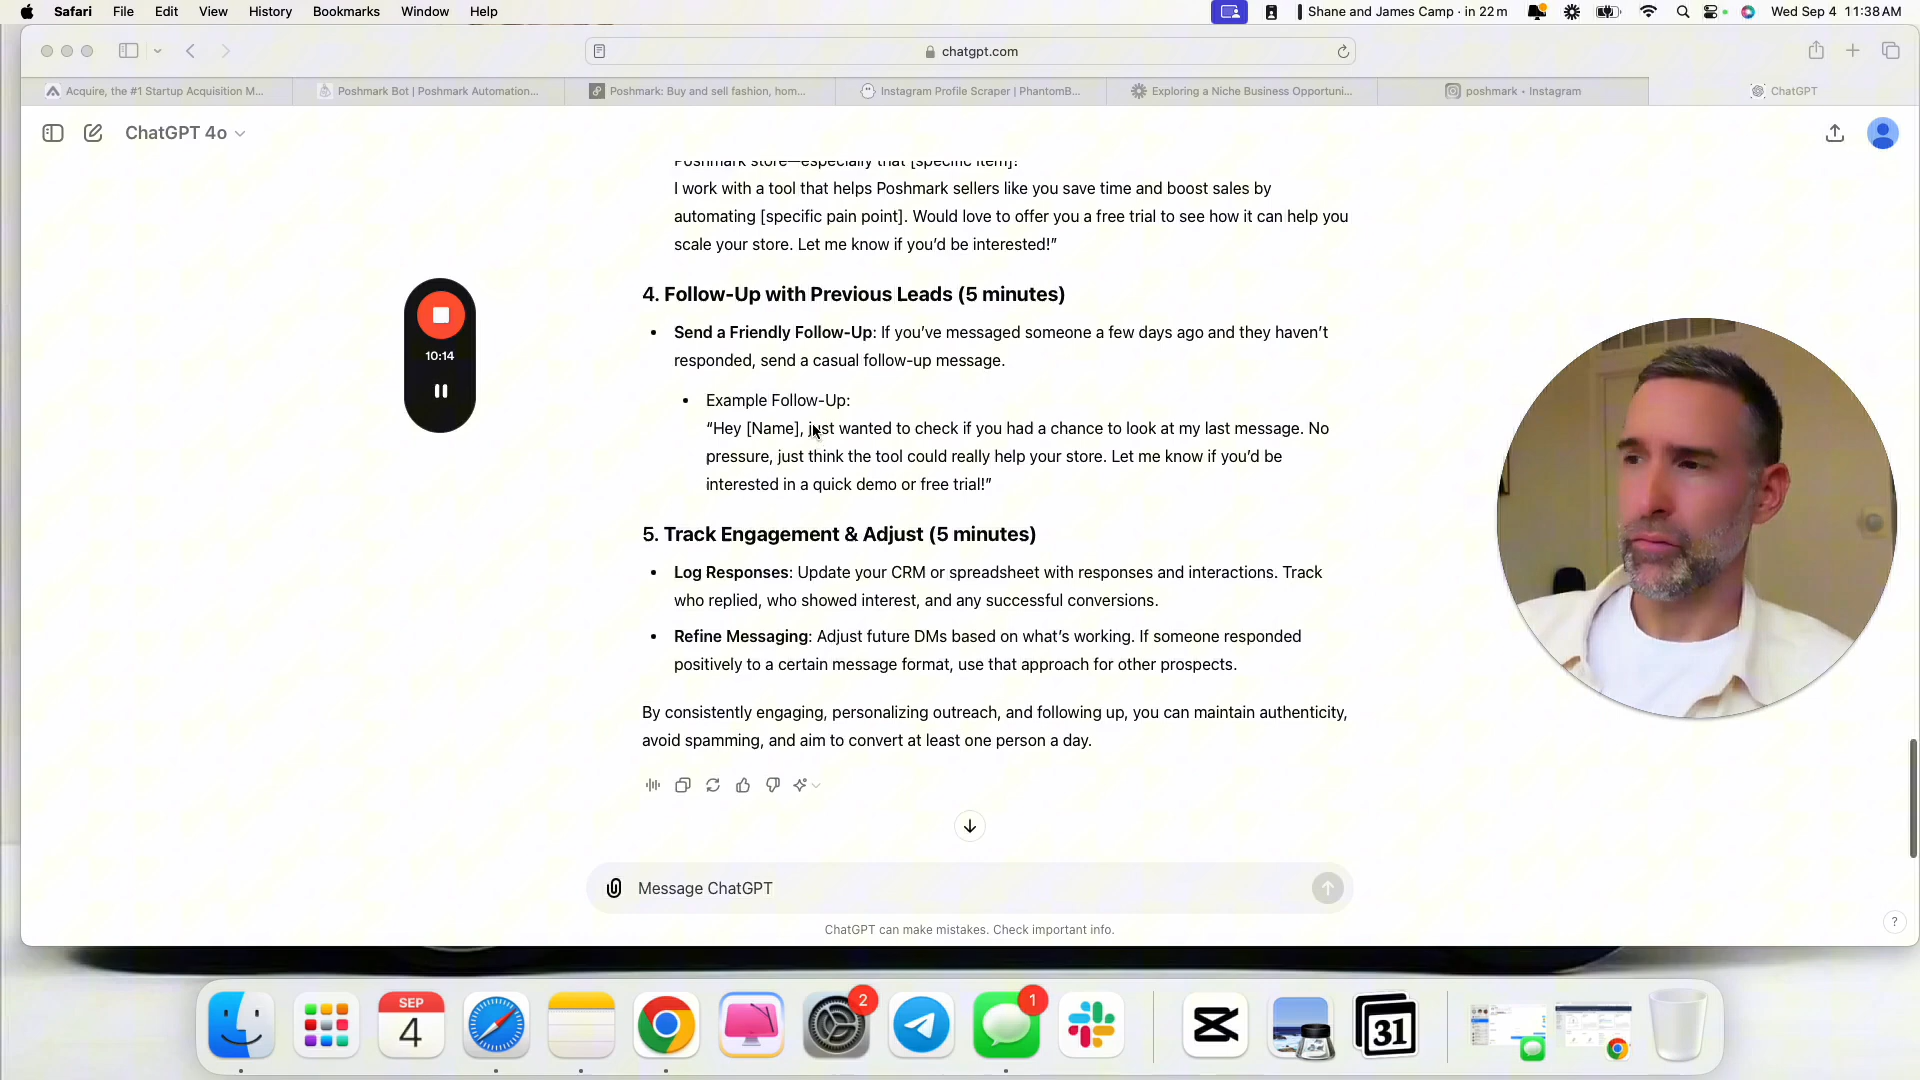 Safari File Edit View History Bookmarks Window Help
Shane and James Camp · in 22 m
Wed Sep 4 11:38 AM
chatgpt.com
Acquire, the #1 Startup Acquisition M...
Poshmark Bot | Poshmark Automation...
Poshmark: Buy and sell fashion, hom...
Instagram Profile Scraper | PhantomB...
Exploring a Niche Business Opportuni...
poshmark • Instagram
ChatGPT
ChatGPT 4o
Poshmark store—especially that [specific item]!
I work with a tool that helps Poshmark sellers like you save time and boost sales by
automating [specific pain point]. Would love to offer you a free trial to see how it can help you
scale your store. Let me know if you’d be interested!”
10:14
4. Follow-Up with Previous Leads (5 minutes)
• Send a Friendly Follow-Up: If you’ve messaged someone a few days ago and they haven’t
responded, send a casual follow-up message.
• Example Follow-Up:
“Hey [Name], just wanted to check if you had a chance to look at my last message. No
pressure, just think the tool could really help your store. Let me know if you’d be
interested in a quick demo or free trial!”
5. Track Engagement & Adjust (5 minutes)
• Log Responses: Update your CRM or spreadsheet with responses and interactions. Track
who replied, who showed interest, and any successful conversions.
• Refine Messaging: Adjust future DMs based on what’s working. If someone responded
positively to a certain message format, use that approach for other prospects.
By consistently engaging, personalizing outreach, and following up, you can maintain authenticity,
avoid spamming, and aim to convert at least one person a day.
Message ChatGPT
ChatGPT can make mistakes. Check important info.
?
SEP
4
2
1
31